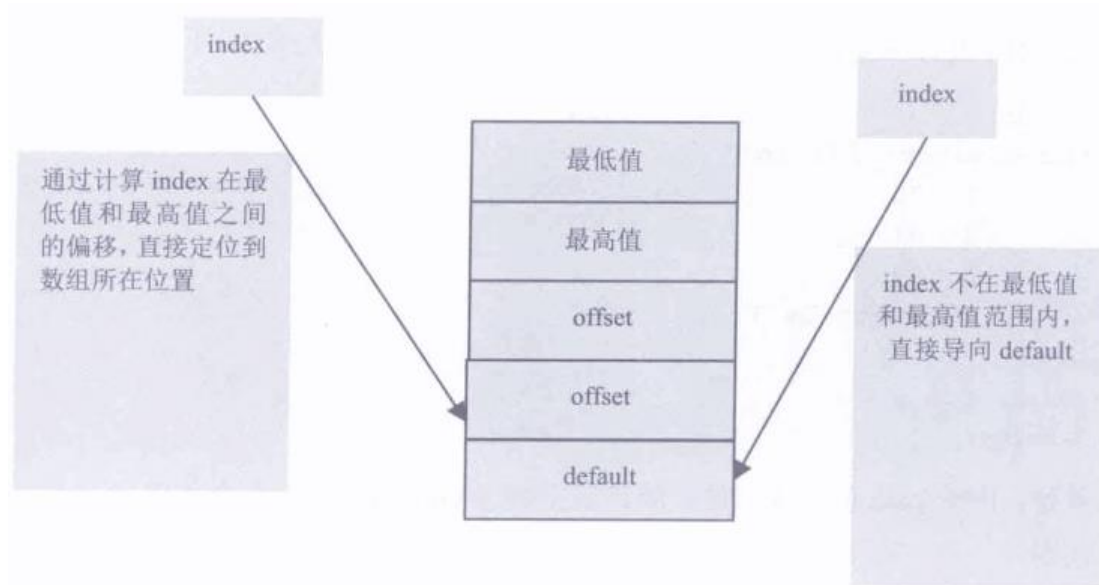 index
index
通过计算 index 在最
低值和最高值之间
的偏移，直接定位到
数组所在位置
最低值
最高值
offset
offset
default
index 不在最低值
和最高值范围内，
直接导向 default